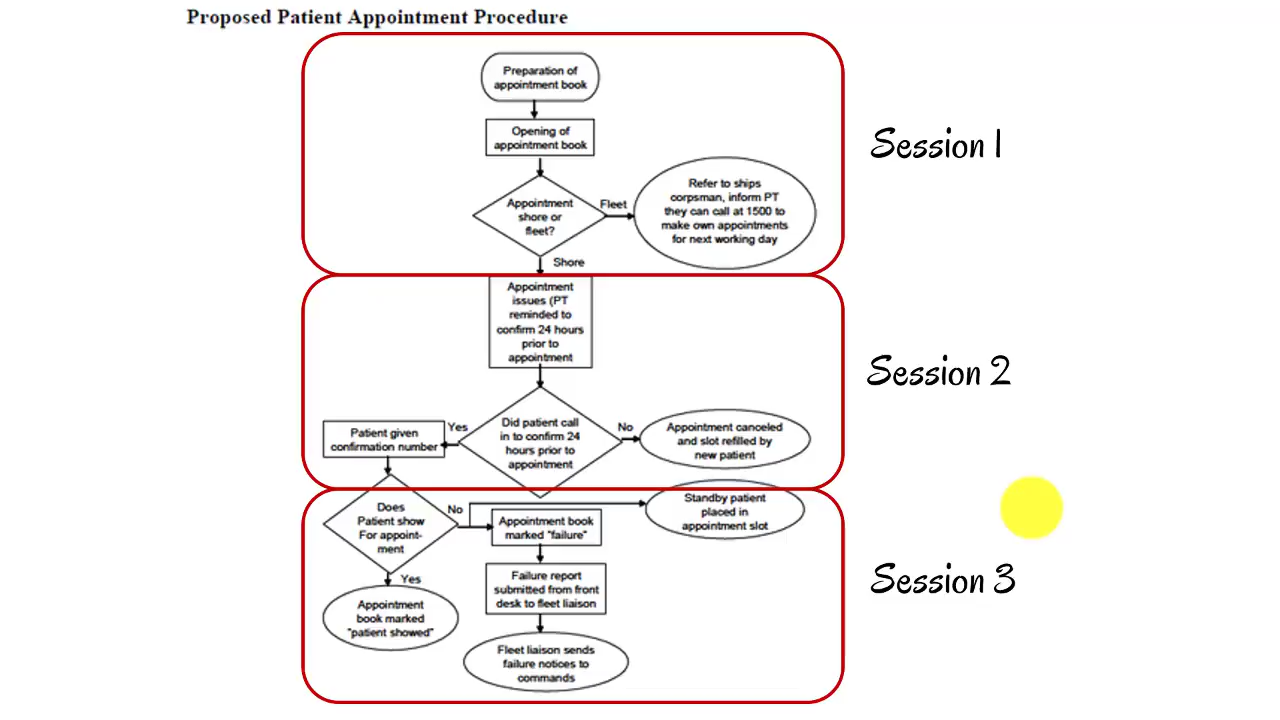 Proposed Patient Appointment Procedure
Preparation of
appointment book
Opening of
appointment book
Appointment
shore or
fleet?
Fleet
Refer to ships
corpsman, inform PT
they can call at 1500 to
make own appointments
for next working day
Session 1
Shore
Appointment
issues (PT
reminded to
confirm 24 hours
prior to
appointment
Did patient call
in to confirm 24
hours prior to
appointment
Yes
Patient given
confirmation number
No
Appointment canceled
and slot refilled by
new patient
Session 2
Does
Patient show
For appoint-
ment
No
Standby patient
placed in
appointment slot
Appointment book
marked "failure"
Failure report
submitted from front
desk to fleet liaison
Fleet liaison sends
failure notices to
commands
Yes
Appointment
book marked
"patient showed"
Session 3